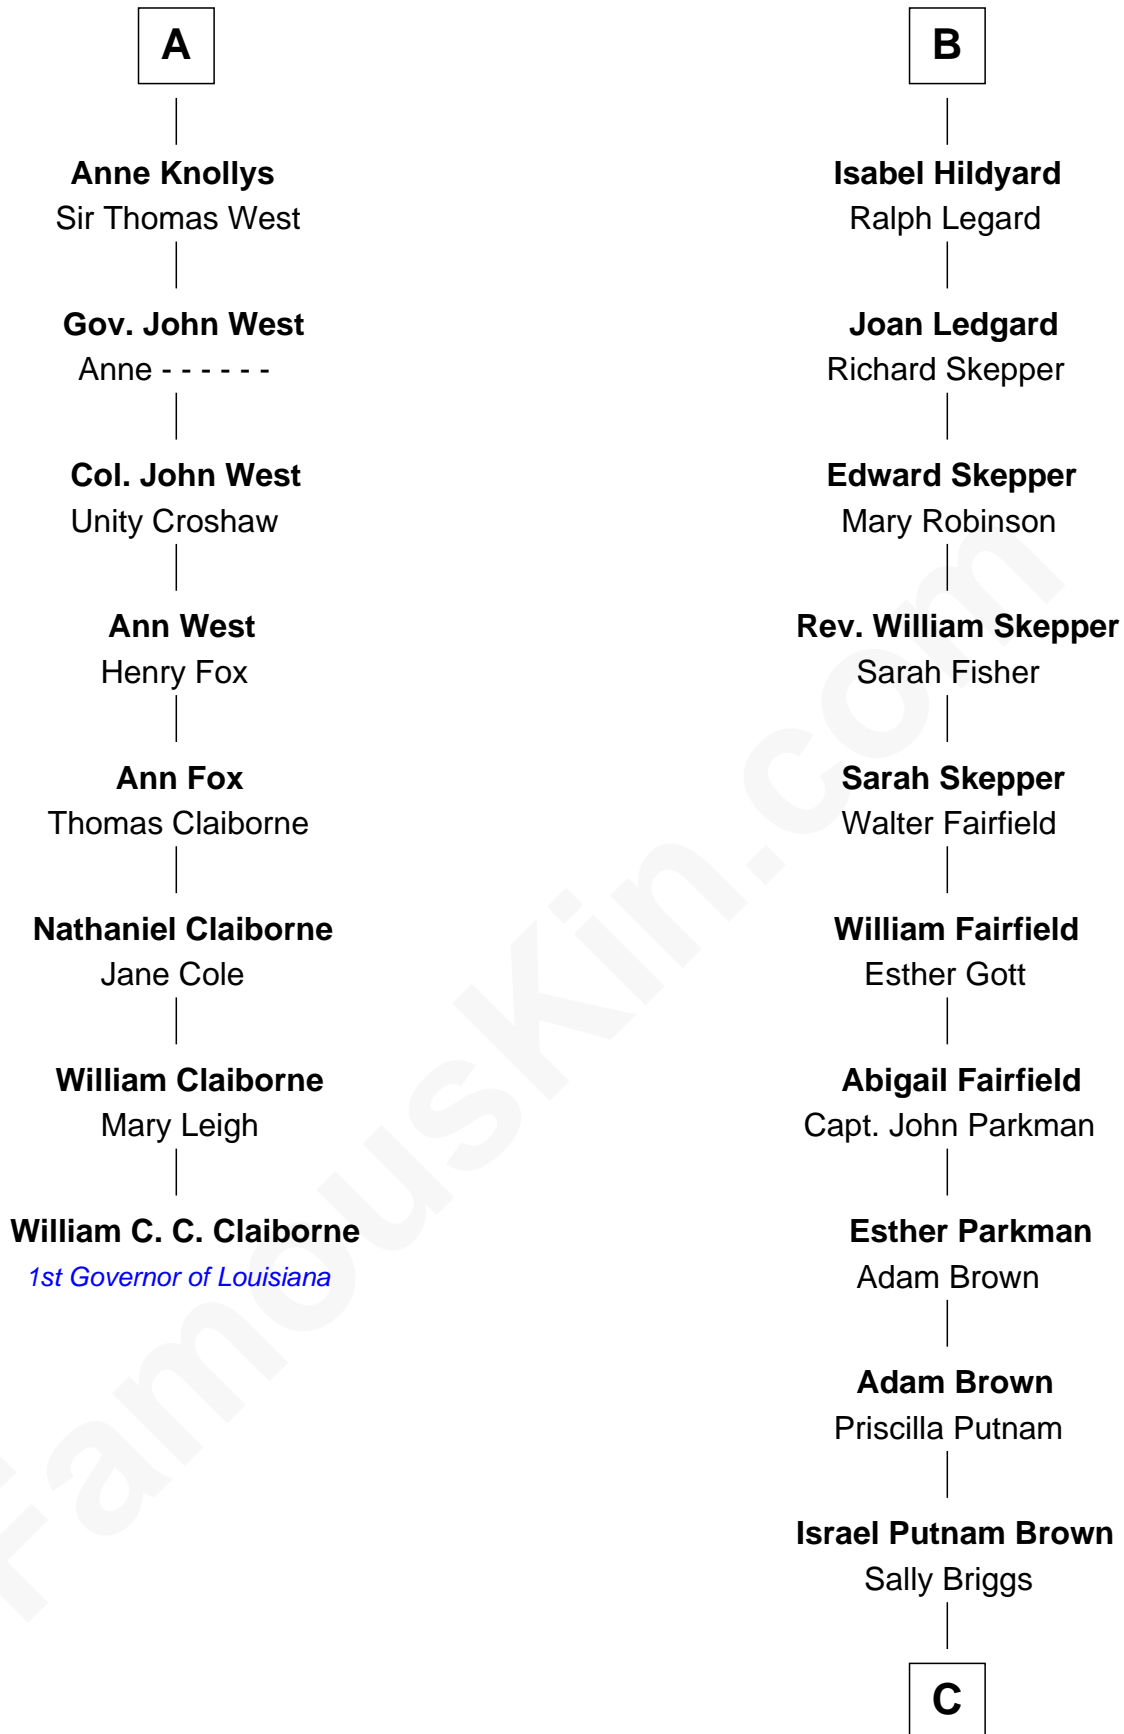 A
Anne Knollys
Sir Thomas West
Gov. John West
Anne - - - - - -
Col. John West
Unity Croshaw
Ann West
Henry Fox
Ann Fox
Thomas Claiborne
Nathaniel Claiborne
Jane Cole
William Claiborne
Mary Leigh
William C. C. Claiborne
1st Governor of Louisiana
B
Isabel Hildyard
Ralph Legard
Joan Ledgard
Richard Skepper
Edward Skepper
Mary Robinson
Rev. William Skepper
Sarah Fisher
Sarah Skepper
Walter Fairfield
William Fairfield
Esther Gott
Abigail Fairfield
Capt. John Parkman
Esther Parkman
Adam Brown
Adam Brown
Priscilla Putnam
Israel Putnam Brown
Sally Briggs
C
FamousKin.com